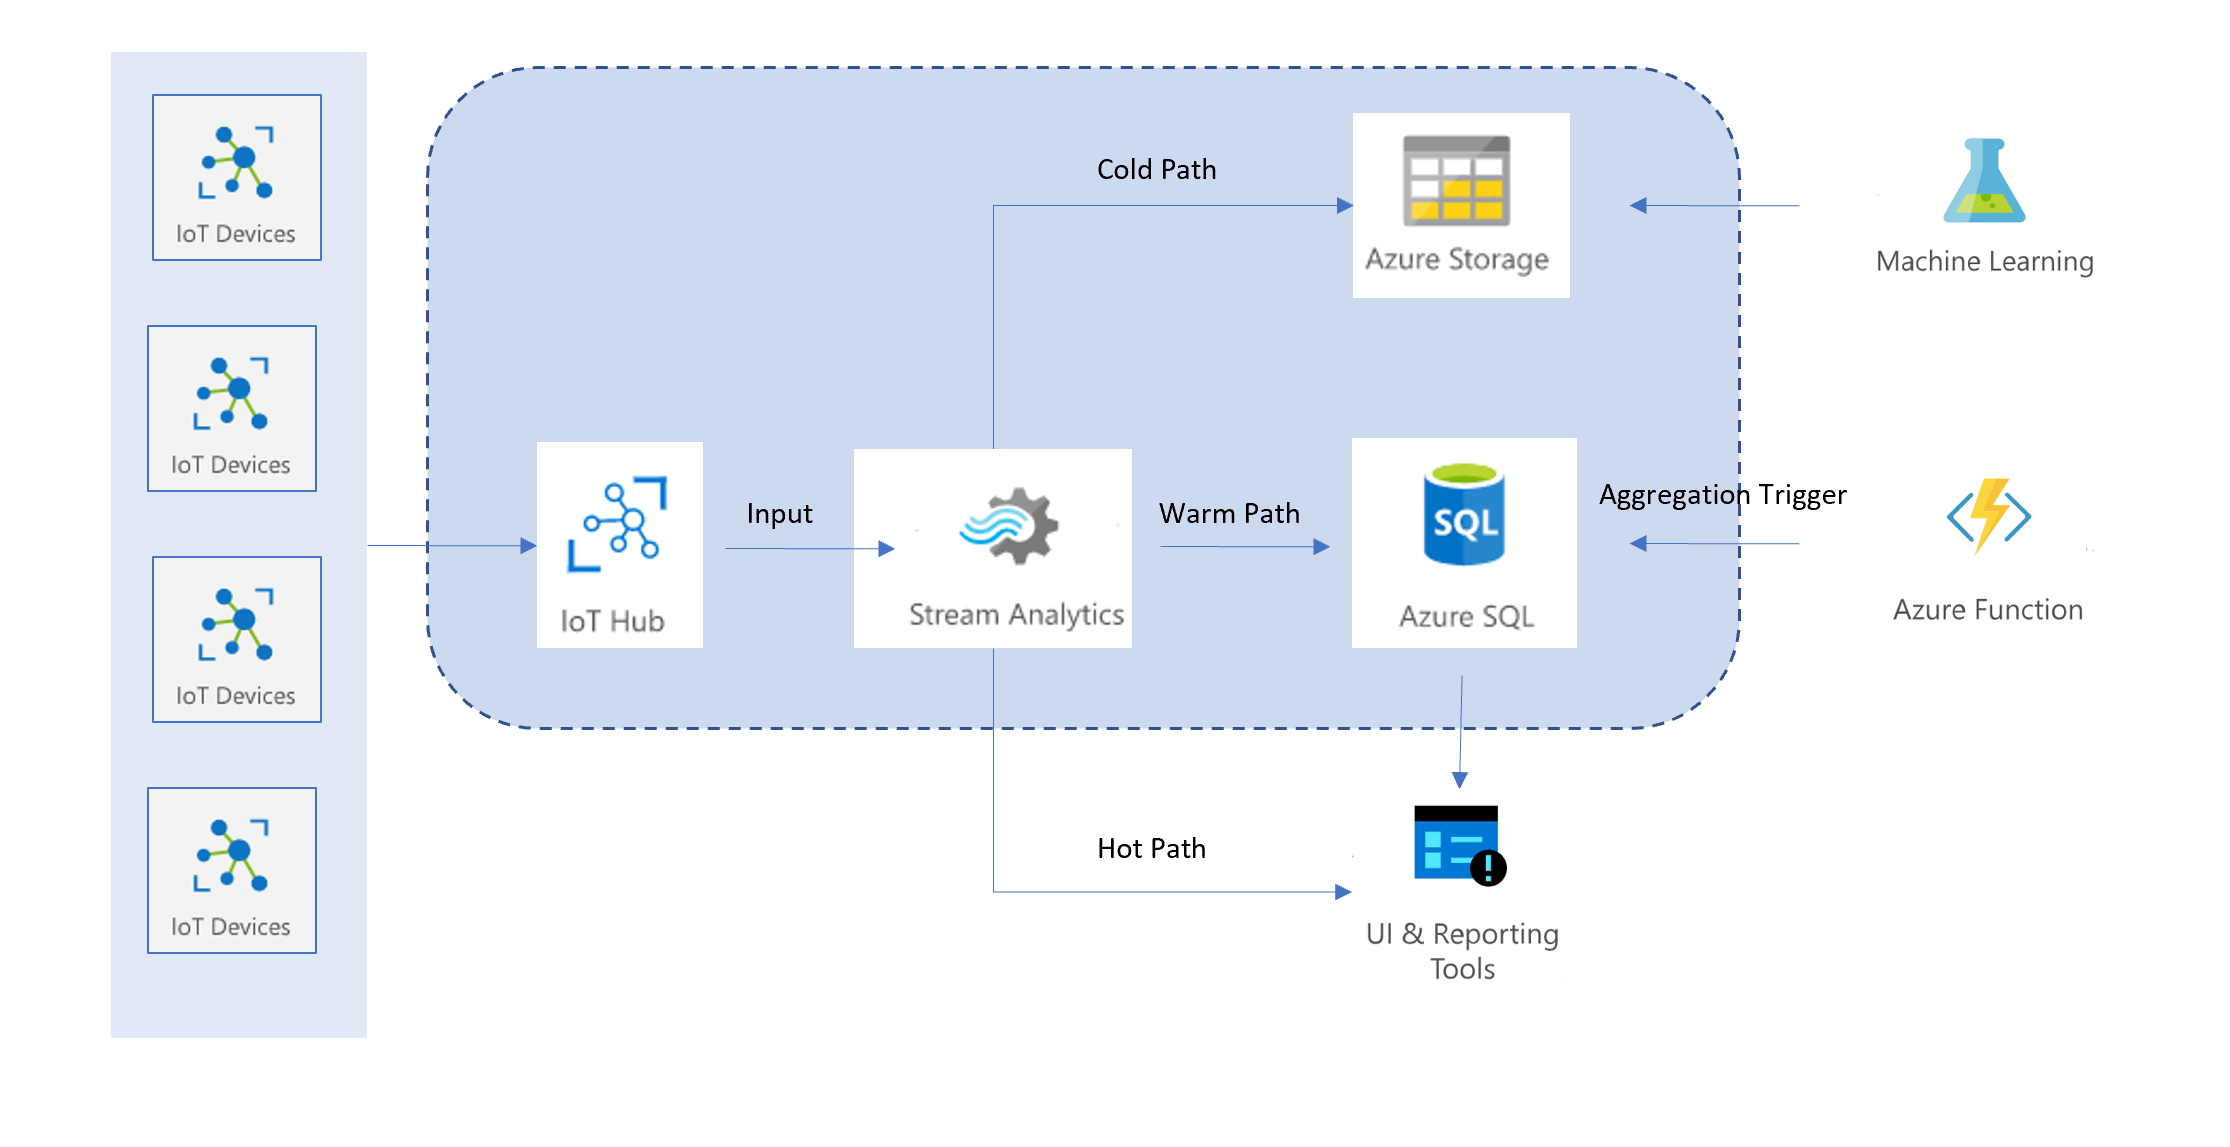 IoT Devices
IoT Devices
IoT Devices
IoT Devices
IoT Hub
Input
Stream Analytics
Cold Path
Azure Storage
Machine Learning
Warm Path
SQL
Azure SQL
Aggregation Trigger
Azure Function
Hot Path
UI & Reporting
Tools